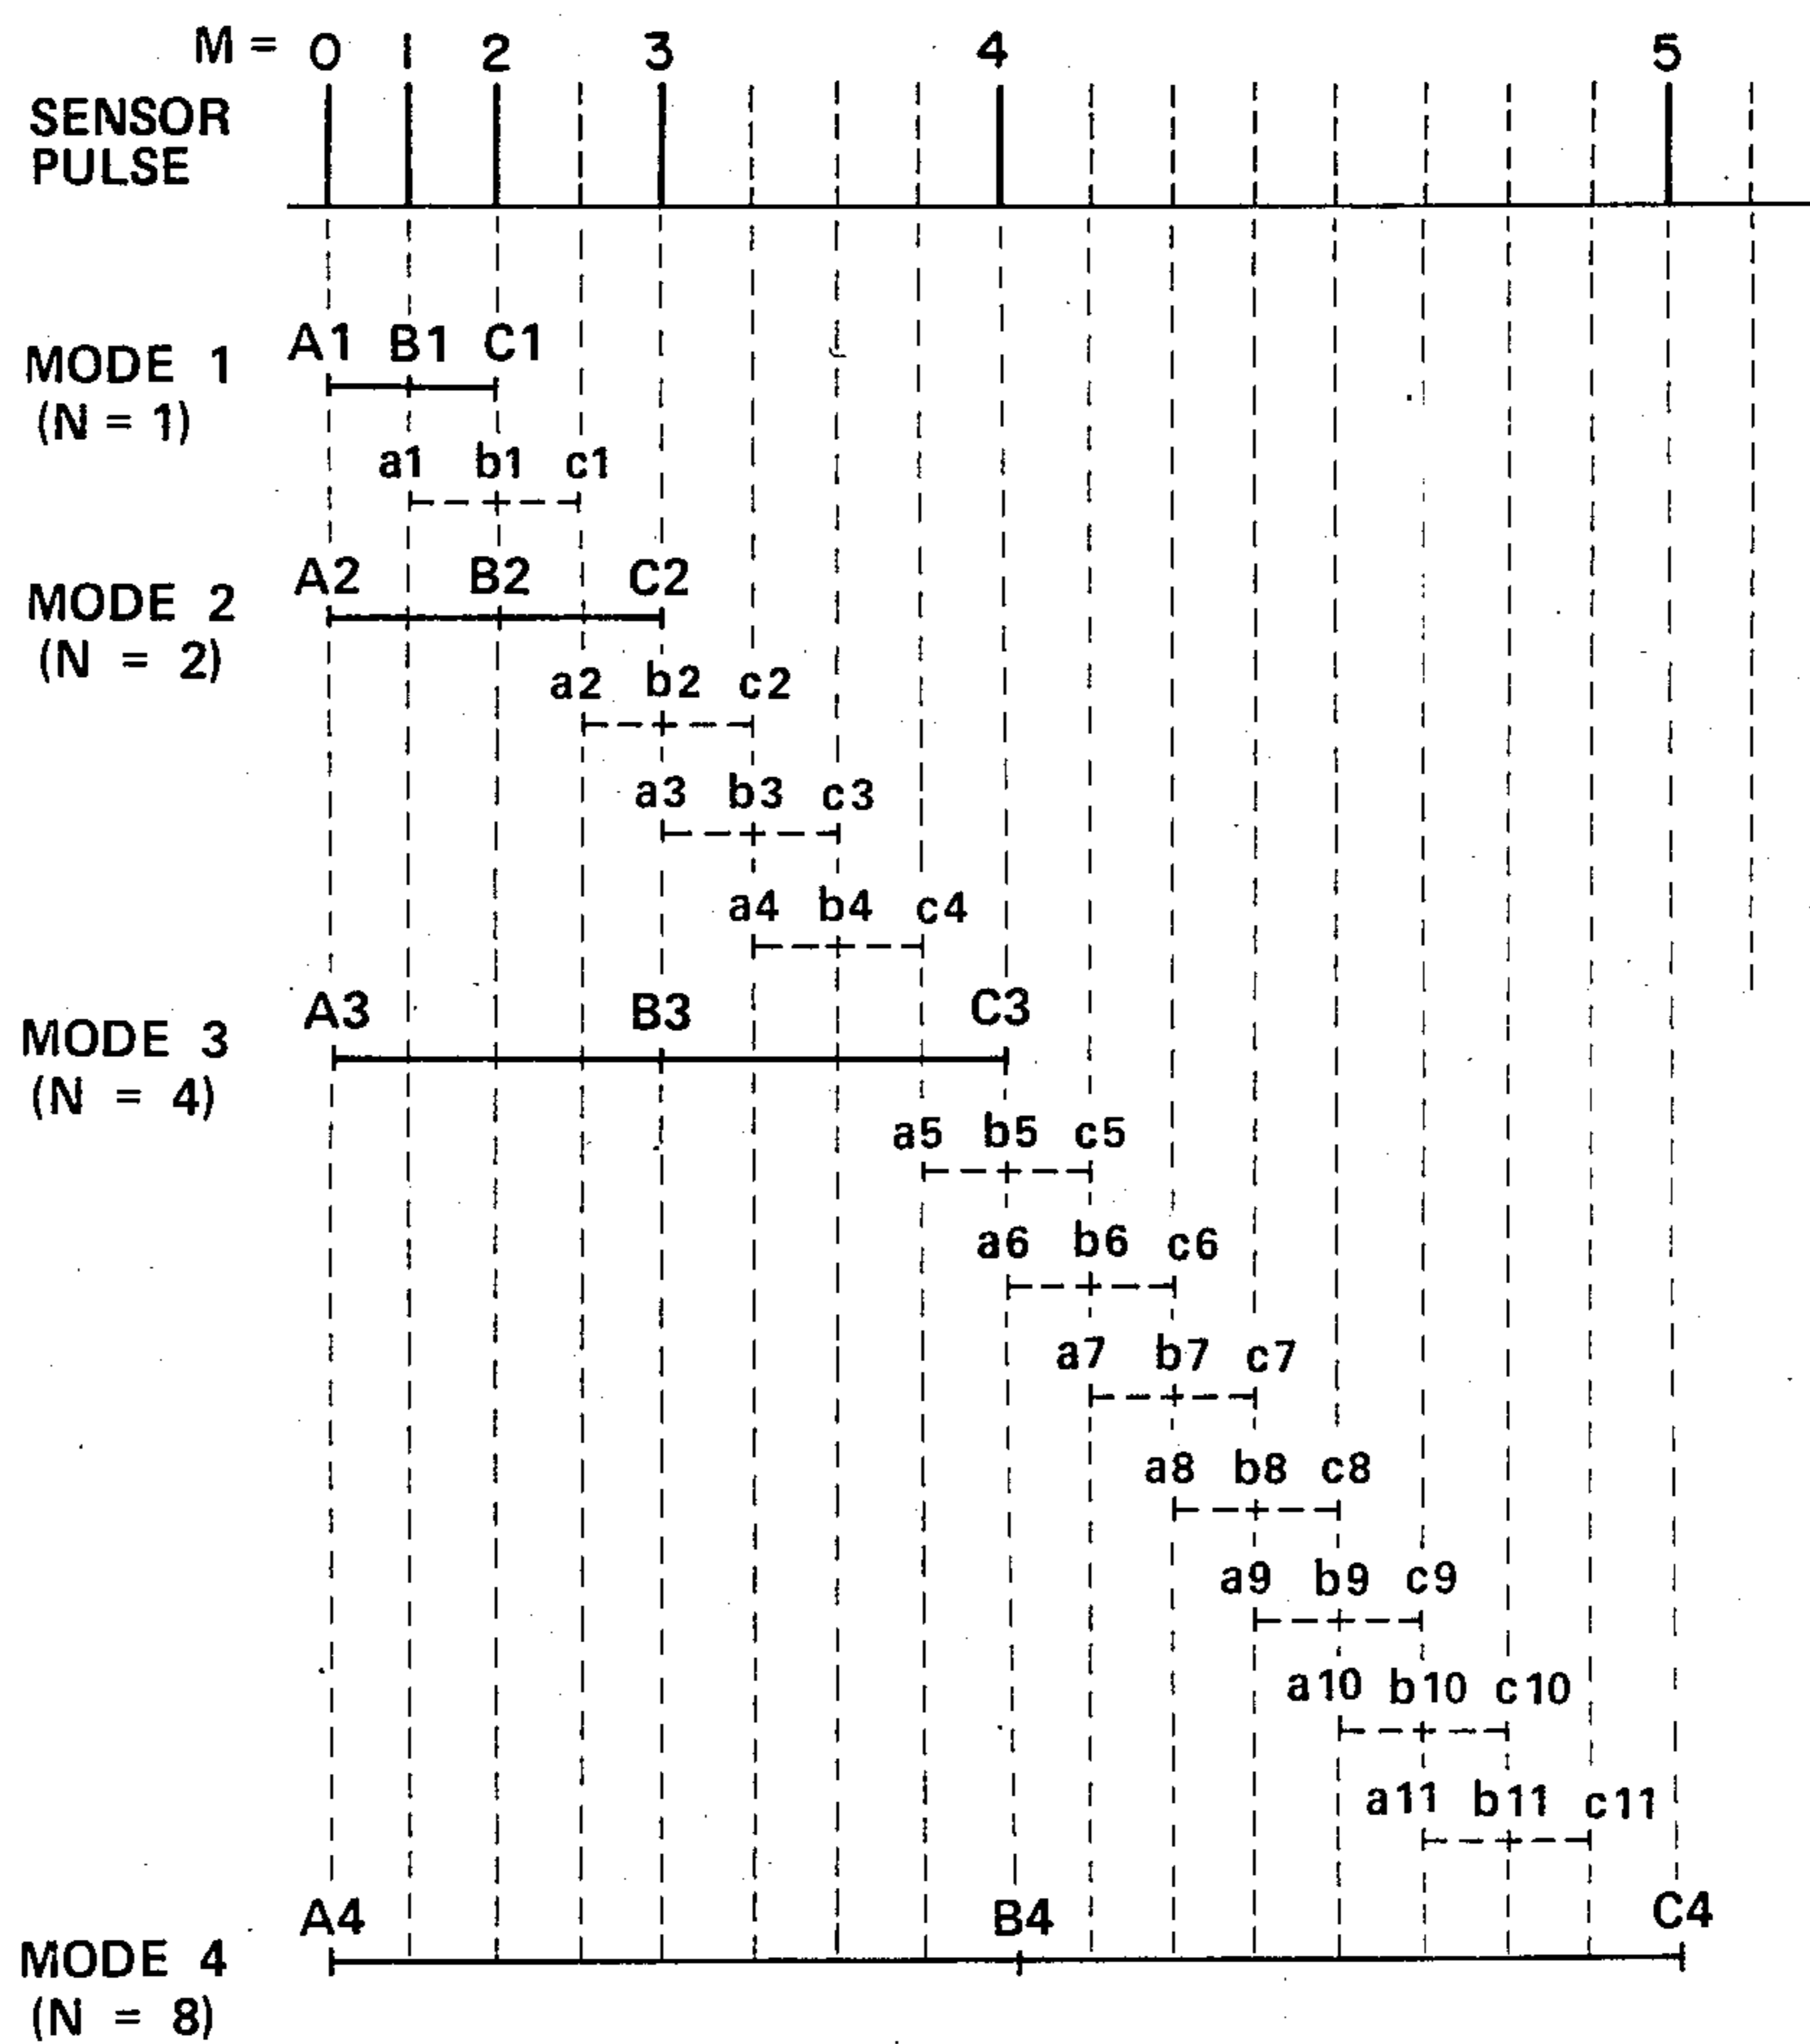 M = 0 1 2 3 4 5
SENSOR
PULSE
A1 B1 C1
MODE 1
(N = 1)
a1 b1 c1
A2 B2 C2
MODE 2
(N = 2)
a2 b2 c2
a3 b3 c3
a4 b4 c4
A3 B3 C3
MODE 3
(N = 4)
a5 b5 c5
a6 b6 c6
a7 b7 c7
a8 b8 c8
a9 b9 c9
a10 b10 c10
a11 b11 c11
A4 B4 C4
MODE 4
(N = 8)